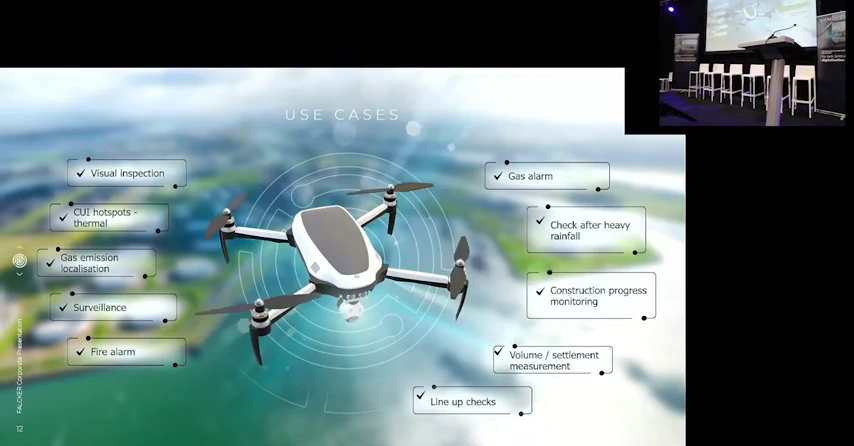 USE CASES
Visual inspection
CUI hotspots -
thermal
Gas emission
localisation
Surveillance
Fire alarm
Gas alarm
Check after heavy
rainfall
Construction progress
monitoring
Volume / settlement
measurement
Line up checks
FALCKER Corporate Presentation
12